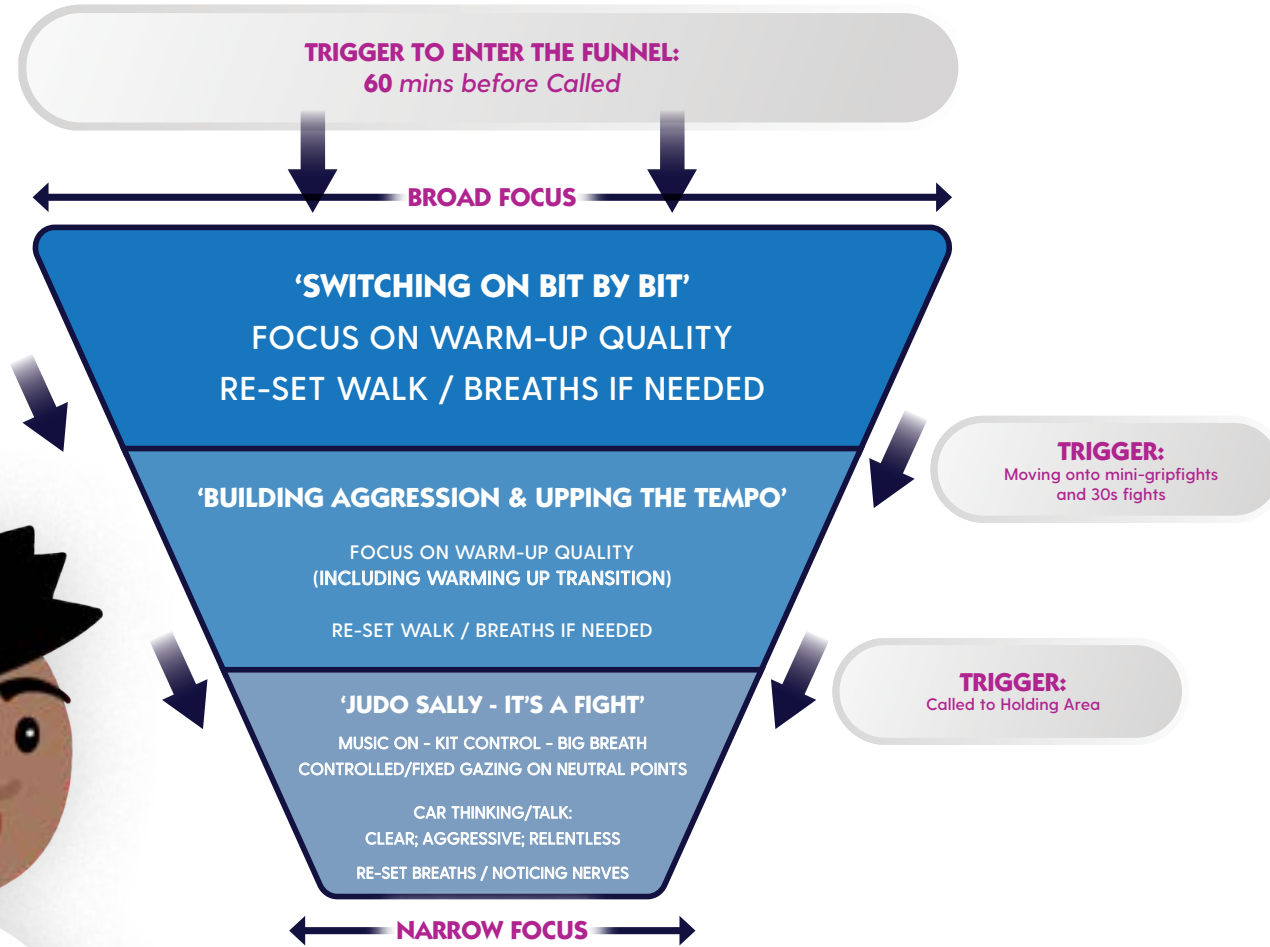 TRIGGER TO ENTER THE FUNNEL:
60 mins before Called
BROAD FOCUS
‘SWITCHING ON BIT BY BIT’
FOCUS ON WARM-UP QUALITY
RE-SET WALK / BREATHS IF NEEDED
TRIGGER:
Moving onto mini-gripfights
and 30s fights
‘BUILDING AGGRESSION & UPPING THE TEMPO’
FOCUS ON WARM-UP QUALITY
(INCLUDING WARMING UP TRANSITION)
RE-SET WALK / BREATHS IF NEEDED
TRIGGER:
Called to Holding Area
‘JUDO SALLY - IT’S A FIGHT’
MUSIC ON - KIT CONTROL - BIG BREATH
CONTROLLED/FIXED GAZING ON NEUTRAL POINTS
CAR THINKING/TALK:
CLEAR; AGGRESSIVE; RELENTLESS
RE-SET BREATHS / NOTICING NERVES
NARROW FOCUS